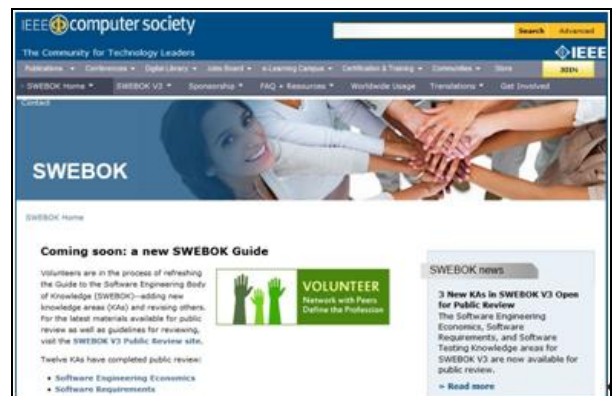 IEEE computer society
Search Advanced
The Community for Technology Leaders
IEEE
Publications Conferences Digital Library Jobs Board e-Learning Campus Certification & Training Communities Store JOIN
SWEBOK Home SWEBOK V3 Sponsorship FAQ + Resources Worldwide Usage Translations Get Involved
Contact
SWEBOK
SWEBOK Home
Coming soon: a new SWEBOK Guide
Volunteers are in the process of refreshing
the Guide to the Software Engineering Body
of Knowledge (SWEBOK)—adding new
knowledge areas (KAs) and revising others.
For the latest materials available for public
review as well as guidelines for reviewing,
visit the SWEBOK V3 Public Review site.
Twelve KAs have completed public review:
• Software Engineering Economics
• Software Requirements
VOLUNTEER
Network with Peers
Define the Profession
SWEBOK news
3 New KAs in SWEBOK V3 Open
for Public Review
The Software Engineering
Economics, Software
Requirements, and Software
Testing Knowledge areas for
SWEBOK V3 are now available for
public review.
» Read more